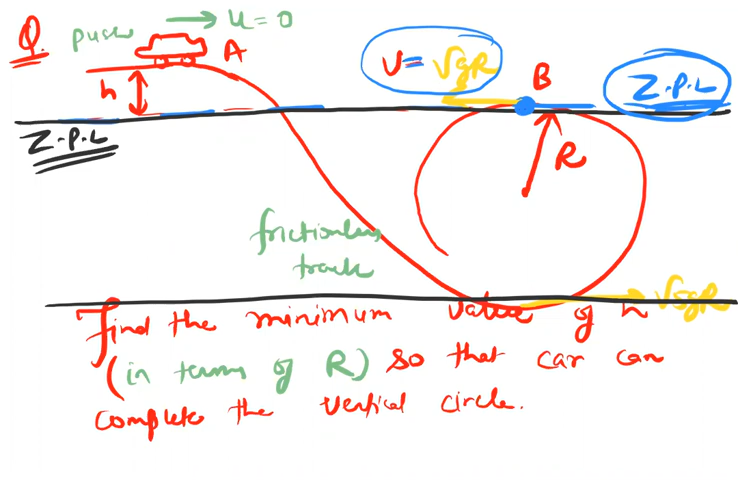 Q. push → u = 0
A
h
V = √gR
B
Z.P.L
Z.P.L
R
frictionless
track
√5gR
Find the minimum value of h
(in terms of R) so that car can
complete the vertical circle.